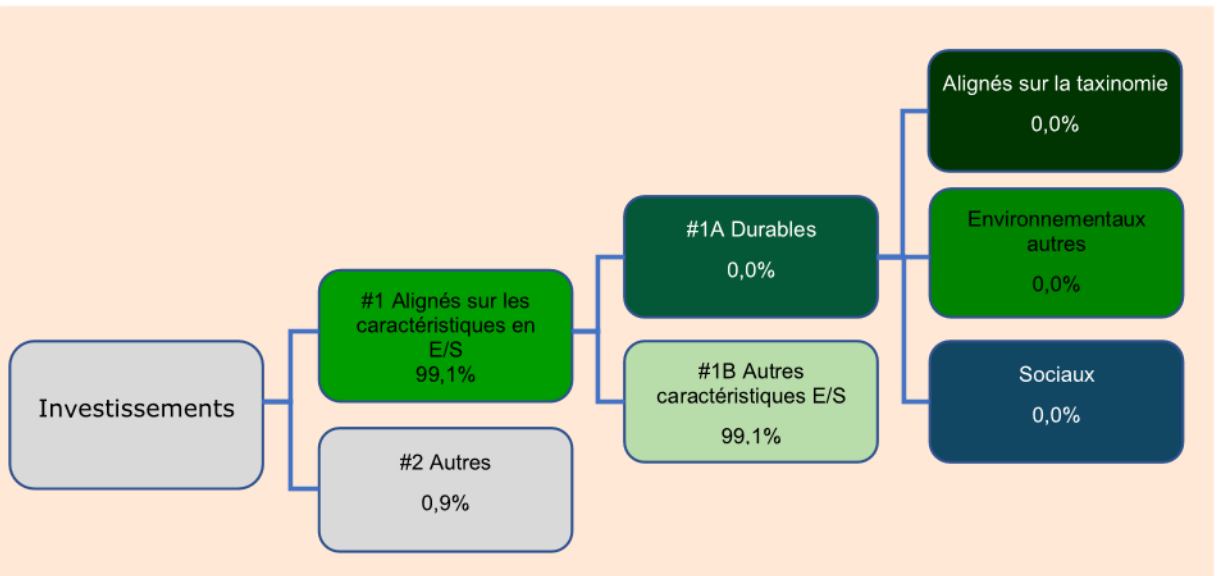 Investissements
#1 Alignés sur les
caractéristiques en
E/S
99,1%
#2 Autres
0,9%
#1A Durables
0,0%
#1B Autres
caractéristiques E/S
99.1%
Alignés sur la taxinomie
0,0%
Environnementaux
autres
0,0%
Sociaux
0,0%